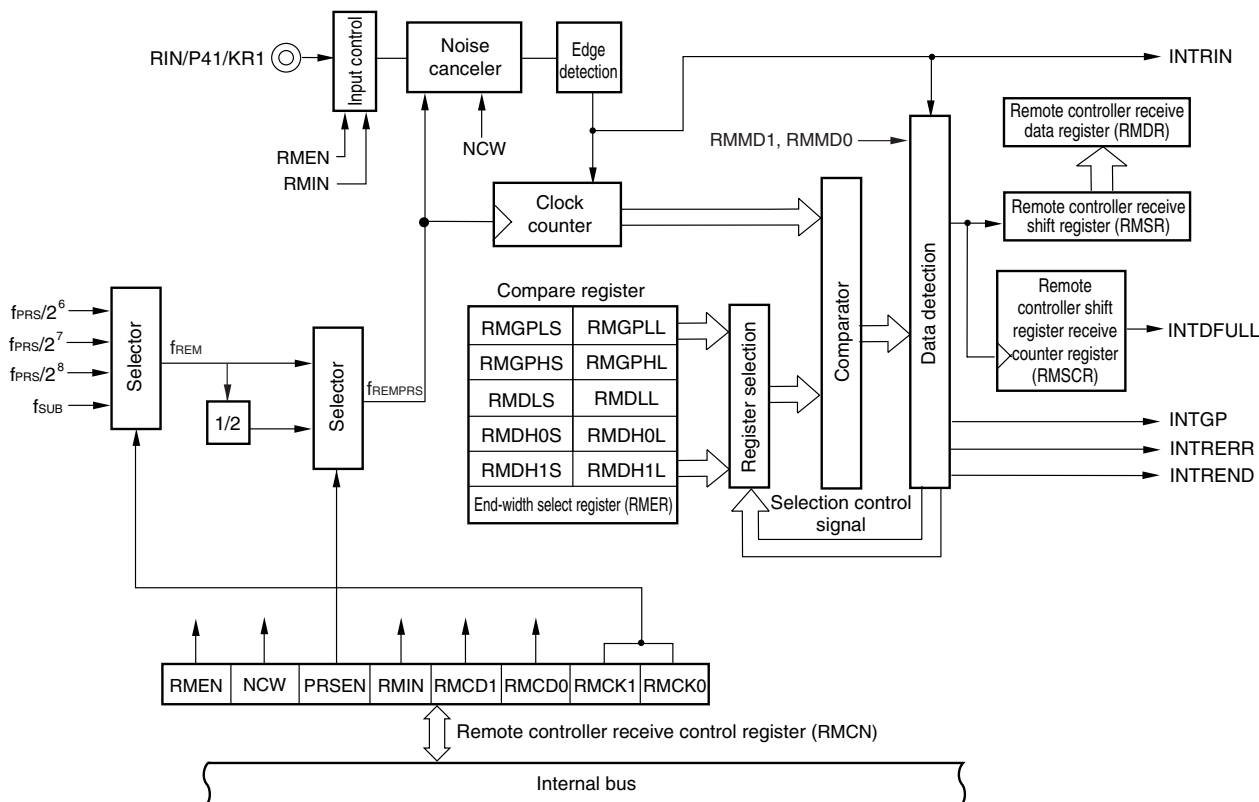 RIN/P41/KR1
Input control
Noise
canceler
Edge
detection
INTRIN
RMEN
RMIN
NCW
RMMD1, RMMD0
Remote controller receive
data register (RMDR)
Clock
counter
Remote controller receive
shift register (RMSR)
fPRS/2^6
fPRS/2^7
fPRS/2^8
fSUB
Selector
fREM
1/2
Selector
fREMPRS
Compare register
RMGPLS RMGPLL
RMGPHS RMGPHL
RMDLS RMDLL
RMDH0S RMDH0L
RMDH1S RMDH1L
End-width select register (RMER)
Register selection
Comparator
Data detection
Remote
controller shift
register receive
counter register
(RMSCR)
INTDFULL
INTGP
INTRERR
INTREND
Selection control
signal
RMEN NCW PRSEN RMIN RMCD1 RMCD0 RMCK1 RMCK0
Remote controller receive control register (RMCN)
Internal bus